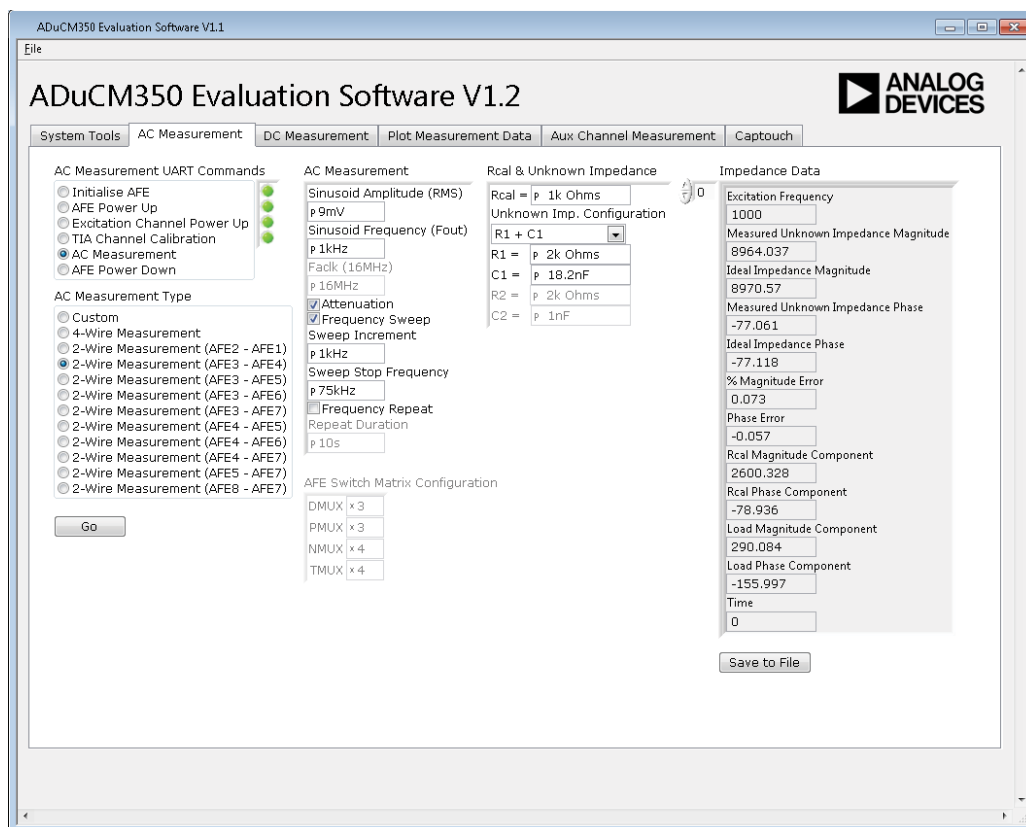 ADuCM350 Evaluation Software V1.1
File
ADuCM350 Evaluation Software V1.2
ANALOG
DEVICES
System Tools
AC Measurement
DC Measurement
Plot Measurement Data
Aux Channel Measurement
Captouch
AC Measurement UART Commands
Initialise AFE
AFE Power Up
Excitation Channel Power Up
TIA Channel Calibration
AC Measurement
AFE Power Down
AC Measurement Type
Custom
4-Wire Measurement
2-Wire Measurement (AFE2 - AFE1)
2-Wire Measurement (AFE3 - AFE4)
2-Wire Measurement (AFE3 - AFE5)
2-Wire Measurement (AFE3 - AFE6)
2-Wire Measurement (AFE3 - AFE7)
2-Wire Measurement (AFE4 - AFE5)
2-Wire Measurement (AFE4 - AFE6)
2-Wire Measurement (AFE4 - AFE7)
2-Wire Measurement (AFE5 - AFE7)
2-Wire Measurement (AFE8 - AFE7)
Go
AC Measurement
Sinusoid Amplitude (RMS)
p 9mV
Sinusoid Frequency (Fout)
p 1kHz
Faclk (16MHz)
p 16MHz
Attenuation
Frequency Sweep
Sweep Increment
p 1kHz
Sweep Stop Frequency
p 75kHz
Frequency Repeat
Repeat Duration
p 10s
AFE Switch Matrix Configuration
DMUX x 3
PMUX x 3
NMUX x 4
TMUX x 4
Rcal & Unknown Impedance
Rcal = p 1k Ohms
Unknown Imp. Configuration
R1 + C1
R1 = p 2k Ohms
C1 = p 18.2nF
R2 = p 2k Ohms
C2 = p 1nF
0
Impedance Data
Excitation Frequency
1000
Measured Unknown Impedance Magnitude
8964.037
Ideal Impedance Magnitude
8970.57
Measured Unknown Impedance Phase
-77.061
Ideal Impedance Phase
-77.118
% Magnitude Error
0.073
Phase Error
-0.057
Rcal Magnitude Component
2600.328
Rcal Phase Component
-78.936
Load Magnitude Component
290.084
Load Phase Component
-155.997
Time
0
Save to File